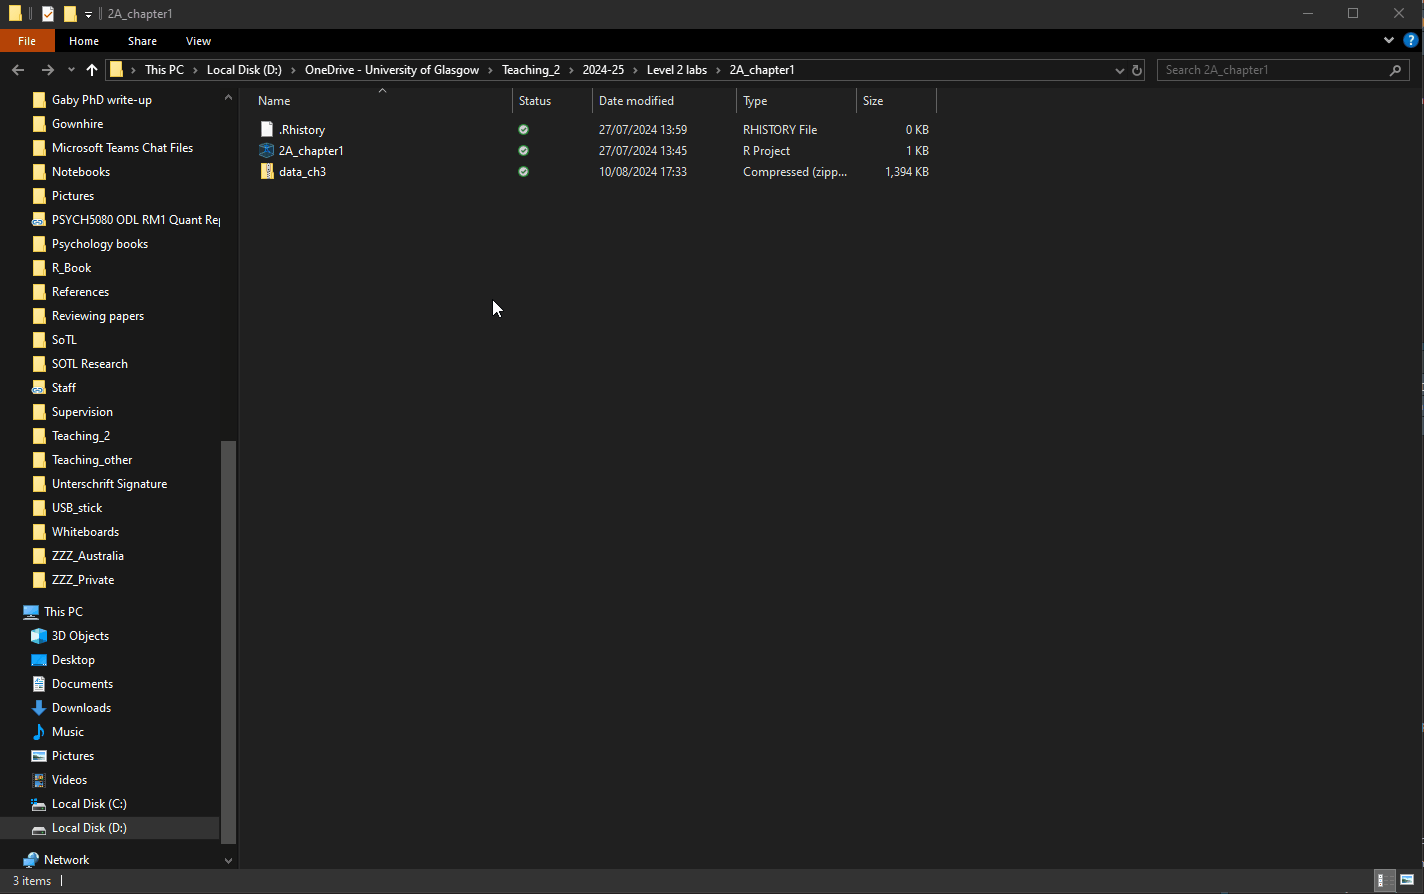 2A_chapter1
File Home Share View
This PC Local Disk (D:) OneDrive - University of Glasgow Teaching_2 2024-25 Level 2 labs 2A_chapter1
Search 2A_chapter1
Name Status Date modified Type Size
.Rhistory 27/07/2024 13:59 RHISTORY File 0 KB
2A_chapter1 27/07/2024 13:45 R Project 1 KB
data_ch3 10/08/2024 17:33 Compressed (zipp... 1,394 KB
Gaby PhD write-up
Gownhire
Microsoft Teams Chat Files
Notebooks
Pictures
PSYCH5080 ODL RM1 Quant Rep
Psychology books
R_Book
References
Reviewing papers
SoTL
SOTL Research
Staff
Supervision
Teaching_2
Teaching_other
Unterschrift Signature
USB_stick
Whiteboards
ZZZ_Australia
ZZZ_Private
This PC
3D Objects
Desktop
Documents
Downloads
Music
Pictures
Videos
Local Disk (C:)
Local Disk (D:)
Network
3 items